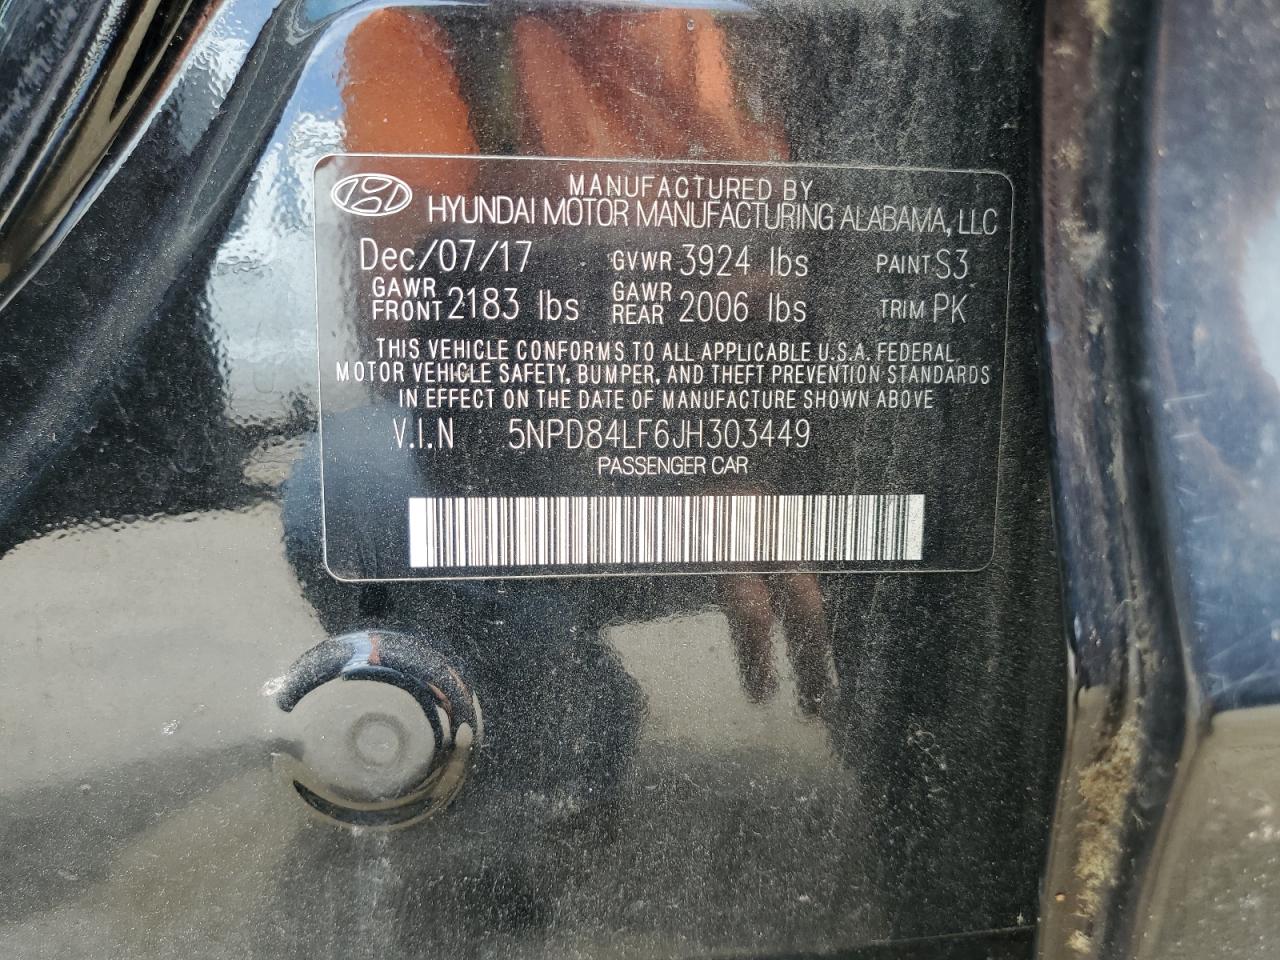 MANUFACTURED BY
HYUNDAI MOTOR MANUFACTURING ALABAMA, LLC
Dec/07/17 GVWR 3924 lbs PAINT S3
GAWR FRONT 2183 lbs GAWR REAR 2006 lbs TRIM PK
THIS VEHICLE CONFORMS TO ALL APPLICABLE U.S.A. FEDERAL
MOTOR VEHICLE SAFETY, BUMPER, AND THEFT PREVENTION STANDARDS
IN EFFECT ON THE DATE OF MANUFACTURE SHOWN ABOVE
V.I.N 5NPD84LF6JH303449
PASSENGER CAR